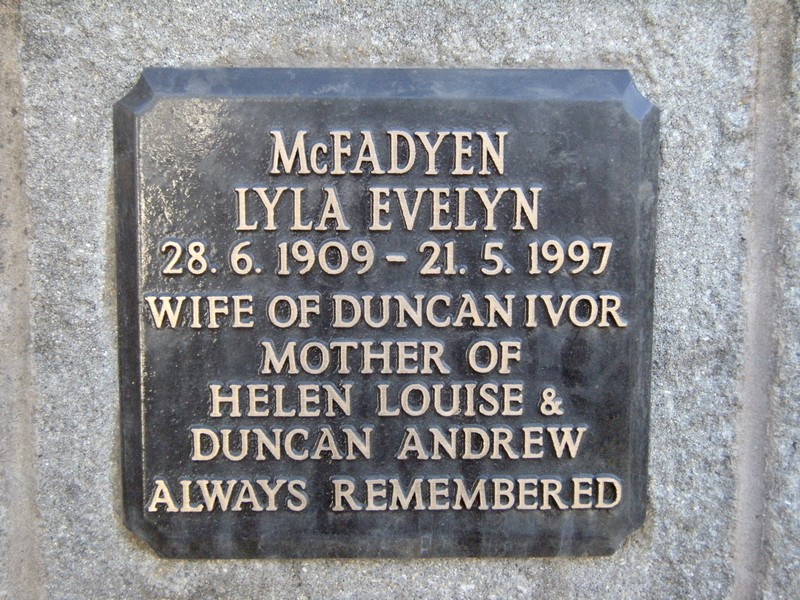 McFADYEN
LYLA EVELYN
28. 6. 1909 - 21. 5. 1997
WIFE OF DUNCAN IVOR
MOTHER OF
HELEN LOUISE &
DUNCAN ANDREW
ALWAYS REMEMBERED